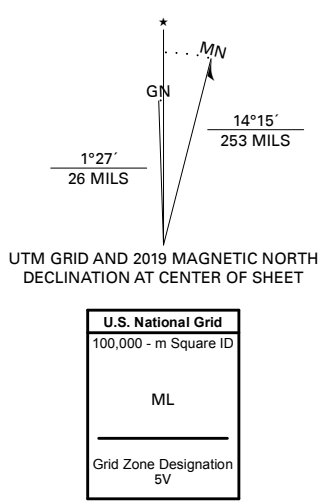 ★
MN
GN
14°15´
253 MILS
1°27´
26 MILS
UTM GRID AND 2019 MAGNETIC NORTH
DECLINATION AT CENTER OF SHEET
U.S. National Grid
100,000 - m Square ID
ML
Grid Zone Designation
5V